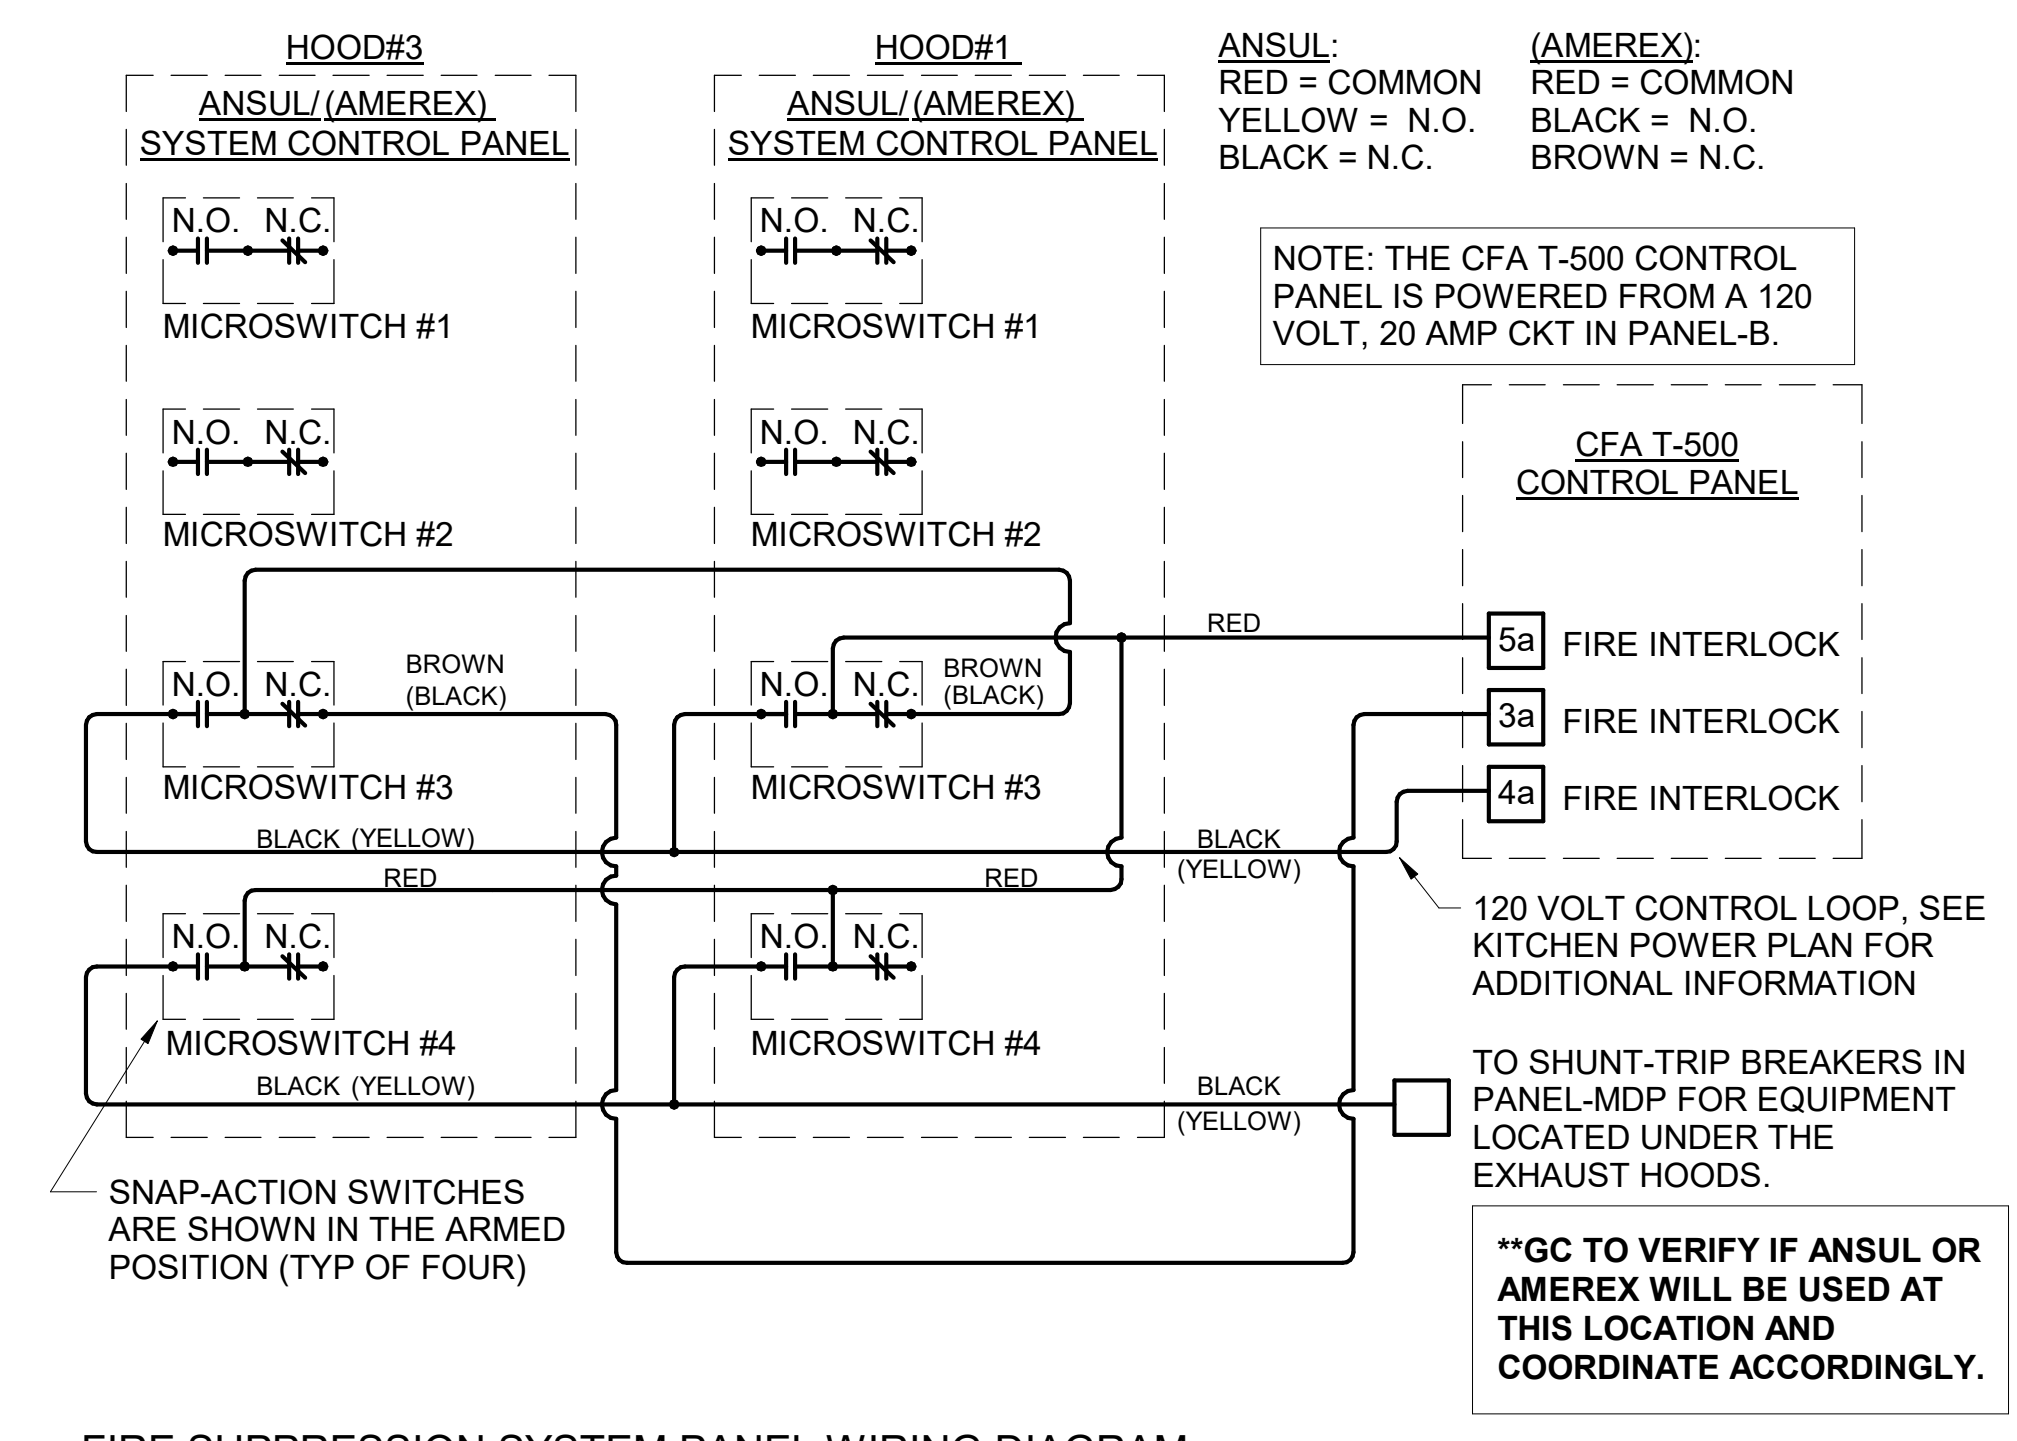 HOOD#3
ANSUL/(AMEREX)
SYSTEM CONTROL PANEL
N.O. N.C.
MICROSWITCH #1
N.O. N.C.
MICROSWITCH #2
BROWN
(BLACK)
N.O. N.C.
MICROSWITCH #3
BLACK (YELLOW)
RED
N.O. N.C.
MICROSWITCH #4
BLACK (YELLOW)
SNAP-ACTION SWITCHES
ARE SHOWN IN THE ARMED
POSITION (TYP OF FOUR)
HOOD#1
ANSUL/(AMEREX)
SYSTEM CONTROL PANEL
N.O. N.C.
MICROSWITCH #1
N.O. N.C.
MICROSWITCH #2
BROWN
(BLACK)
N.O. N.C.
MICROSWITCH #3
RED
N.O. N.C.
MICROSWITCH #4
ANSUL:
RED = COMMON
YELLOW = N.O.
BLACK = N.C.
(AMEREX):
RED = COMMON
BLACK = N.O.
BROWN = N.C.
NOTE: THE CFA T-500 CONTROL
PANEL IS POWERED FROM A 120
VOLT, 20 AMP CKT IN PANEL-B.
CFA T-500
CONTROL PANEL
RED
5a FIRE INTERLOCK
3a FIRE INTERLOCK
4a FIRE INTERLOCK
BLACK
(YELLOW)
120 VOLT CONTROL LOOP, SEE
KITCHEN POWER PLAN FOR
ADDITIONAL INFORMATION
BLACK
(YELLOW)
TO SHUNT-TRIP BREAKERS IN
PANEL-MDP FOR EQUIPMENT
LOCATED UNDER THE
EXHAUST HOODS.
**GC TO VERIFY IF ANSUL OR
AMEREX WILL BE USED AT
THIS LOCATION AND
COORDINATE ACCORDINGLY.
FIRE SUPPRESSION SYSTEM PANEL WIRING DIAGRAM